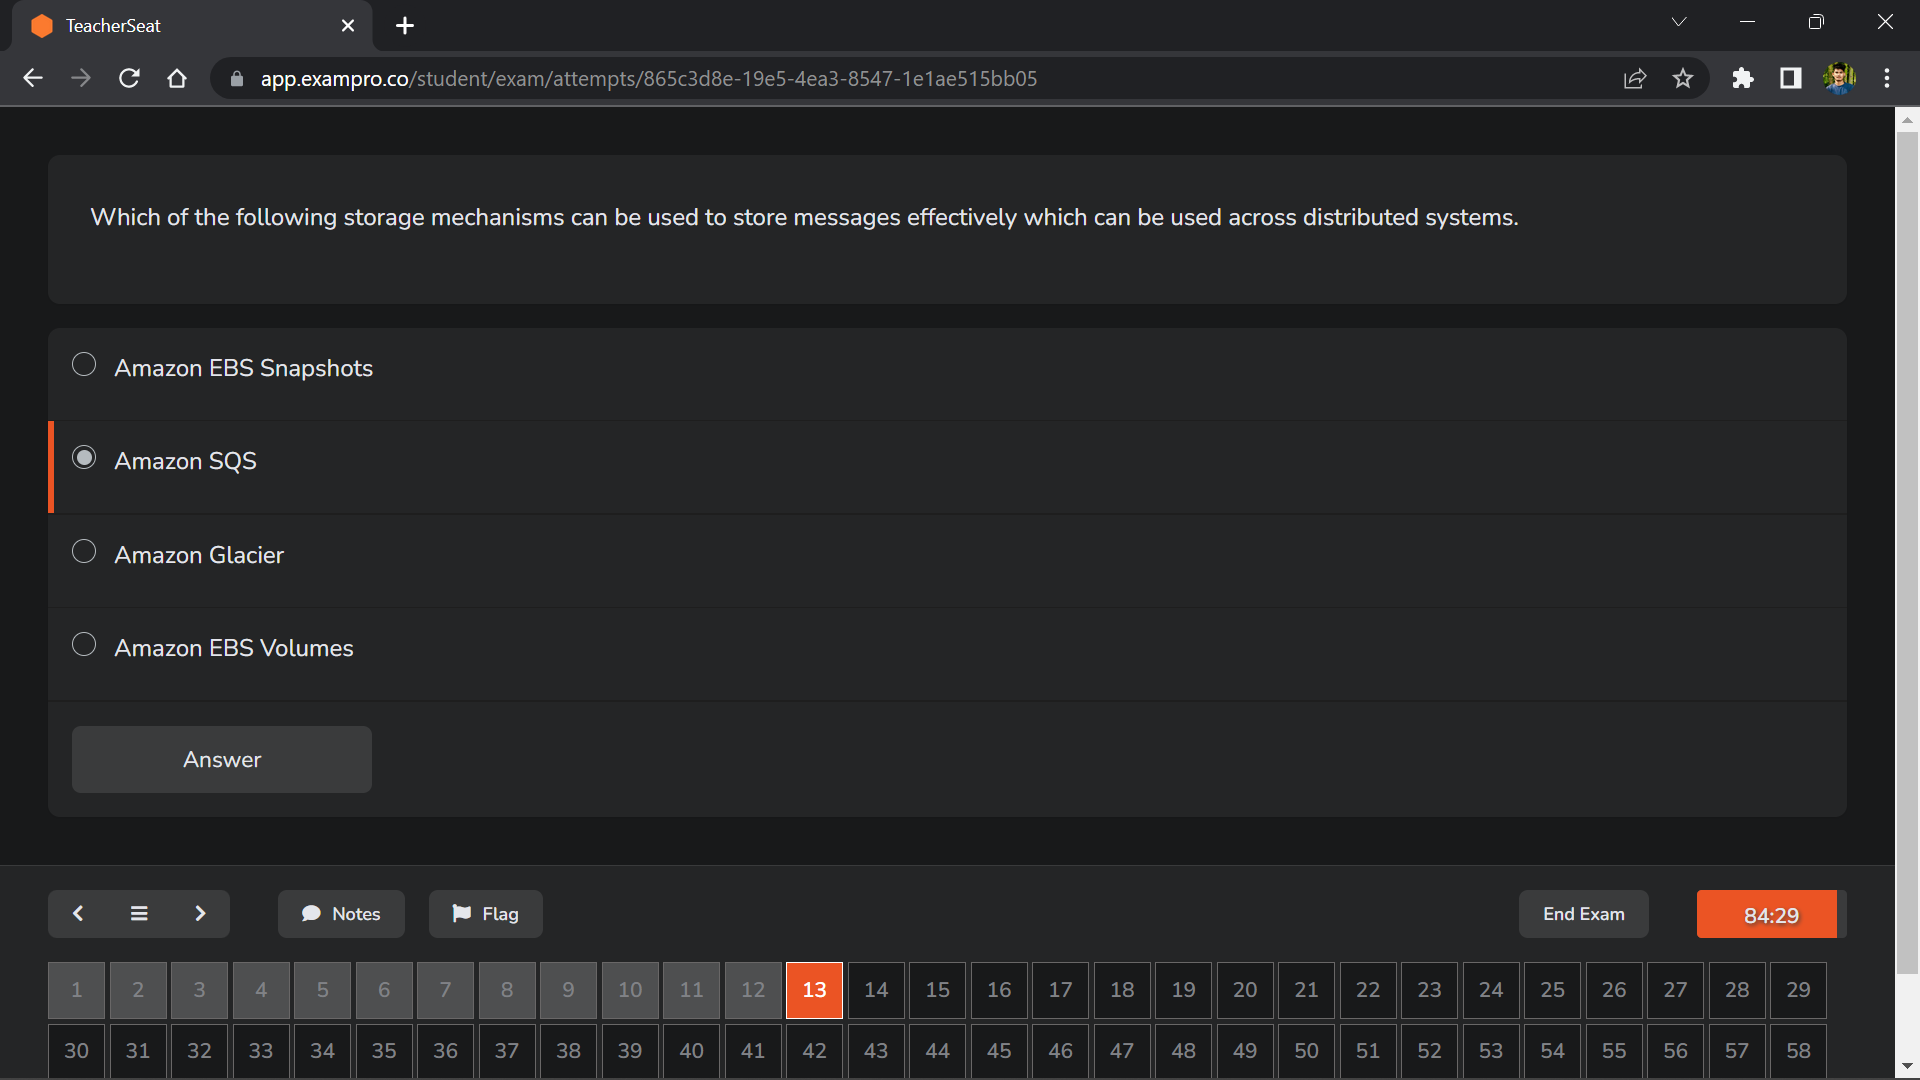 TeacherSeat
app.exampro.co/student/exam/attempts/865c3d8e-19e5-4ea3-8547-1e1ae515bb05
Which of the following storage mechanisms can be used to store messages effectively which can be used across distributed systems.
Amazon EBS Snapshots
Amazon SQS
Amazon Glacier
Amazon EBS Volumes
Answer
Notes Flag End Exam 84:29
1 2 3 4 5 6 7 8 9 10 11 12 13 14 15 16 17 18 19 20 21 22 23 24 25 26 27 28 29
30 31 32 33 34 35 36 37 38 39 40 41 42 43 44 45 46 47 48 49 50 51 52 53 54 55 56 57 58